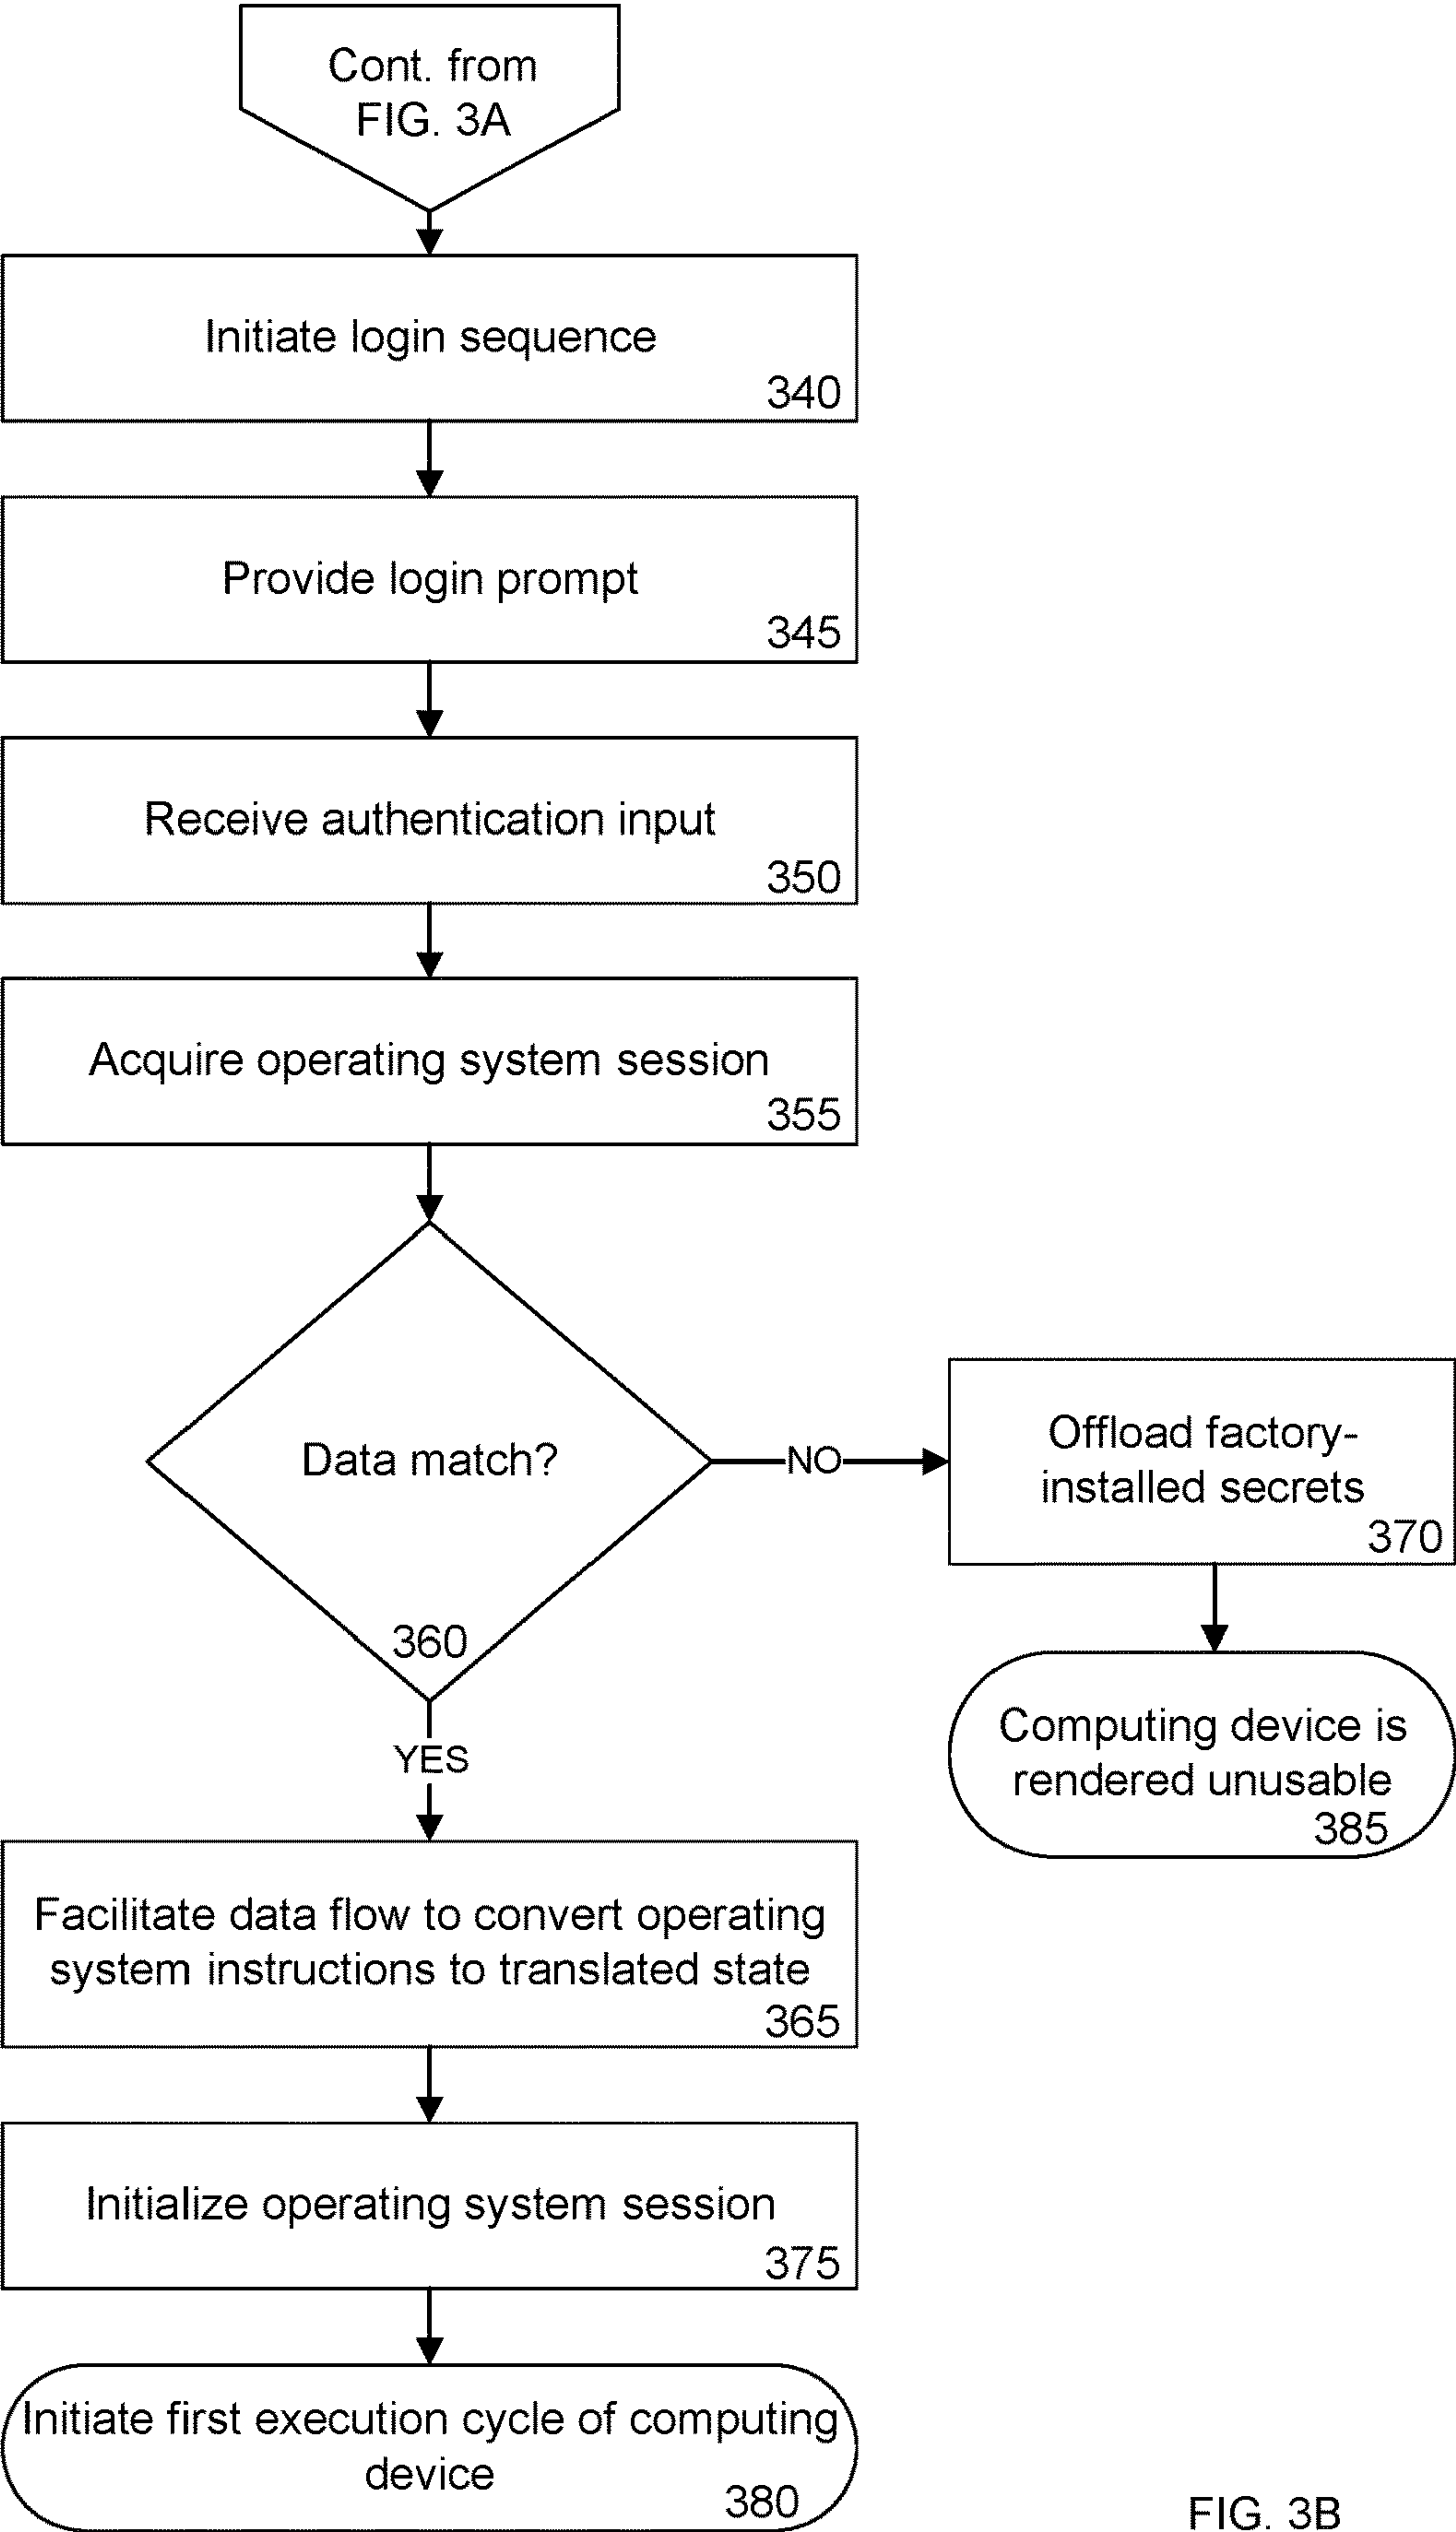 Cont. from
FIG. 3A
Initiate login sequence
340
Provide login prompt
345
Receive authentication input
350
Acquire operating system session
355
Data match?
360
NO
Offload factory-
installed secrets
370
Computing device is
rendered unusable
385
YES
Facilitate data flow to convert operating
system instructions to translated state
365
Initialize operating system session
375
Initiate first execution cycle of computing
device
380
FIG. 3B